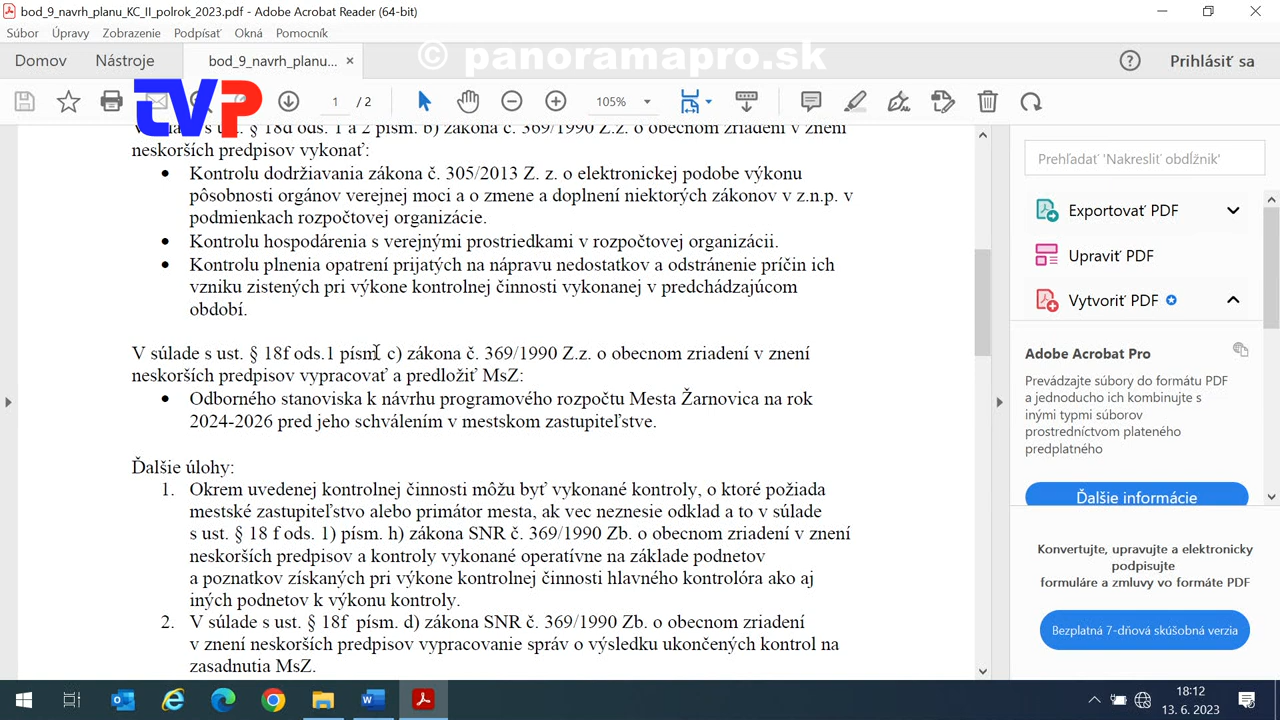 bod_9_navrh_planu_KC_II_polrok_2023.pdf - Adobe Acrobat Reader (64-bit)
Súbor Úpravy Zobrazenie Podpísať Okná Pomocník
© panoramapro.sk
Domov Nástroje bod_9_navrh_planu... × Prihlásiť sa
TVP
1 / 2 105%
s ust. § 18d ods. 1 a 2 písm. b) zákona č. 369/1990 Z.z. o obecnom zriadení v znení
neskorších predpisov vykonať:
• Kontrolu dodržiavania zákona č. 305/2013 Z. z. o elektronickej podobe výkonu
pôsobnosti orgánov verejnej moci a o zmene a doplnení niektorých zákonov v z.n.p. v
podmienkach rozpočtovej organizácie.
• Kontrolu hospodárenia s verejnými prostriedkami v rozpočtovej organizácii.
• Kontrolu plnenia opatrení prijatých na nápravu nedostatkov a odstránenie príčin ich
vzniku zistených pri výkone kontrolnej činnosti vykonanej v predchádzajúcom
období.
V súlade s ust. § 18f ods.1 písm. c) zákona č. 369/1990 Z.z. o obecnom zriadení v znení
neskorších predpisov vypracovať a predložiť MsZ:
• Odborného stanoviska k návrhu programového rozpočtu Mesta Žarnovica na rok
2024-2026 pred jeho schválením v mestskom zastupiteľstve.
Ďalšie úlohy:
1. Okrem uvedenej kontrolnej činnosti môžu byť vykonané kontroly, o ktoré požiada
mestské zastupiteľstvo alebo primátor mesta, ak vec neznesie odklad a to v súlade
s ust. § 18 f ods. 1) písm. h) zákona SNR č. 369/1990 Zb. o obecnom zriadení v znení
neskorších predpisov a kontroly vykonané operatívne na základe podnetov
a poznatkov získaných pri výkone kontrolnej činnosti hlavného kontrolóra ako aj
iných podnetov k výkonu kontroly.
2. V súlade s ust. § 18f písm. d) zákona SNR č. 369/1990 Zb. o obecnom zriadení
v znení neskorších predpisov vypracovanie správ o výsledku ukončených kontrol na
zasadnutia MsZ.
Prehľadať 'Nakresliť obdĺžnik'
Exportovať PDF
Upraviť PDF
Vytvoriť PDF
Adobe Acrobat Pro
Prevádzajte súbory do formátu PDF
a jednoducho ich kombinujte s
inými typmi súborov
prostredníctvom plateného
predplatného
Ďalšie informácie
Konvertujte, upravujte a elektronicky
podpisujte
formuláre a zmluvy vo formáte PDF
Bezplatná 7-dňová skúšobná verzia
18:12
13. 6. 2023